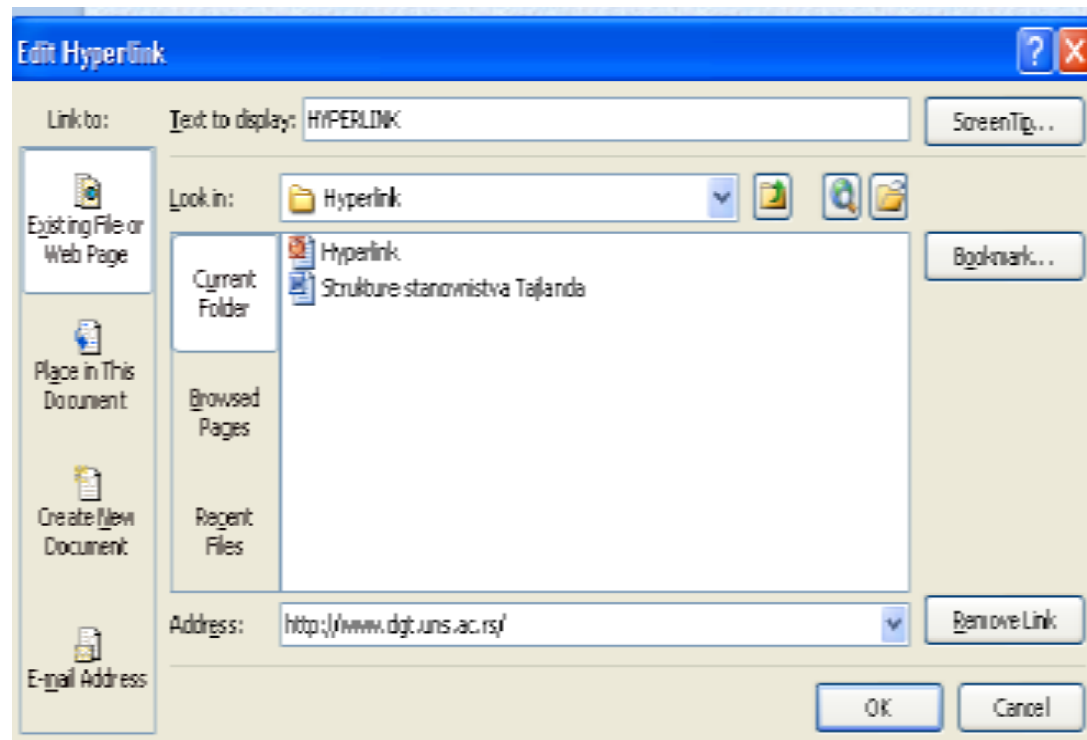 Edit Hyperlink
Link to:
Text to display: HYPERLINK
ScreenTip...
Existing File or
Web Page
Look in: Hyperlink
Current
Folder
Hyperlink
Strukture stanovnistva Tajlanda
Bookmark...
Place in This
Document
Browsed
Pages
Create New
Document
Recent
Files
Address: http://www.dgt.uns.ac.rs/
Remove Link
E-mail Address
OK
Cancel